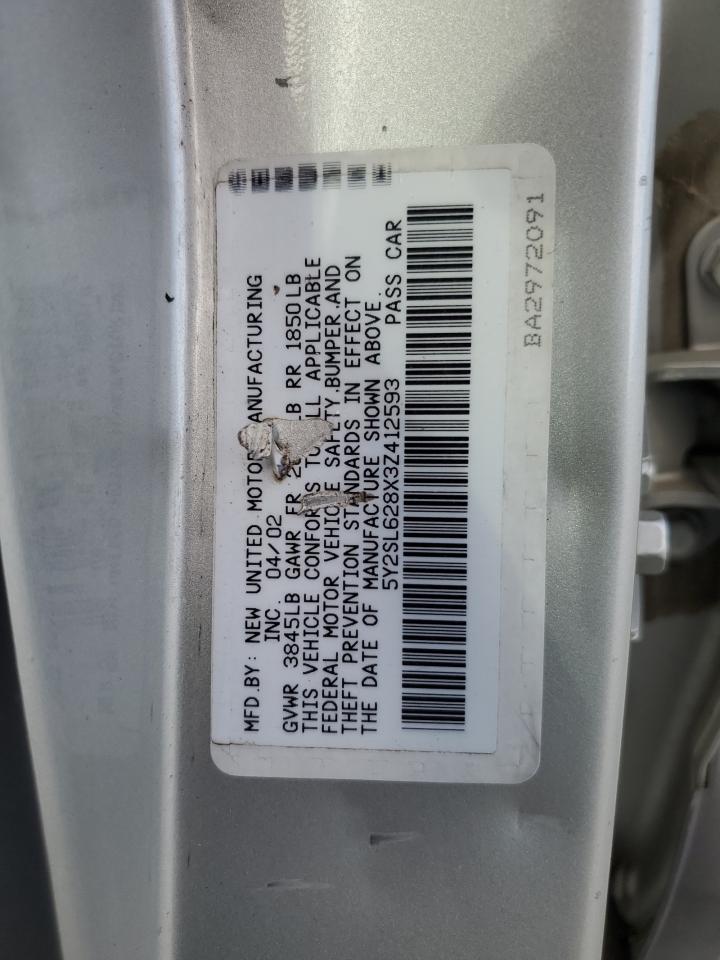 MFD.BY: NEW UNITED MOTOR MANUFACTURING
INC. 04/02
GVWR 3845LB GAWR FR LB RR 1850LB
THIS VEHICLE CONFORMS TO ALL APPLICABLE
FEDERAL MOTOR VEHICLE SAFETY,BUMPER,AND
THEFT PREVENTION STANDARDS IN EFFECT ON
THE DATE OF MANUFACTURE SHOWN ABOVE.
5Y2SL628X3Z412593 PASS CAR
BA2972091